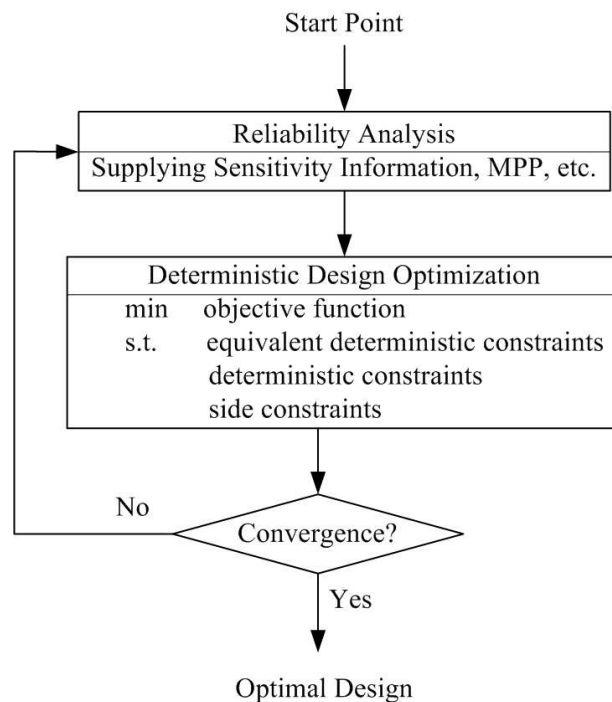 Start Point
Reliability Analysis
Supplying Sensitivity Information, MPP, etc.
Deterministic Design Optimization
min objective function
s.t. equivalent deterministic constraints
deterministic constraints
side constraints
No
Convergence?
Yes
Optimal Design